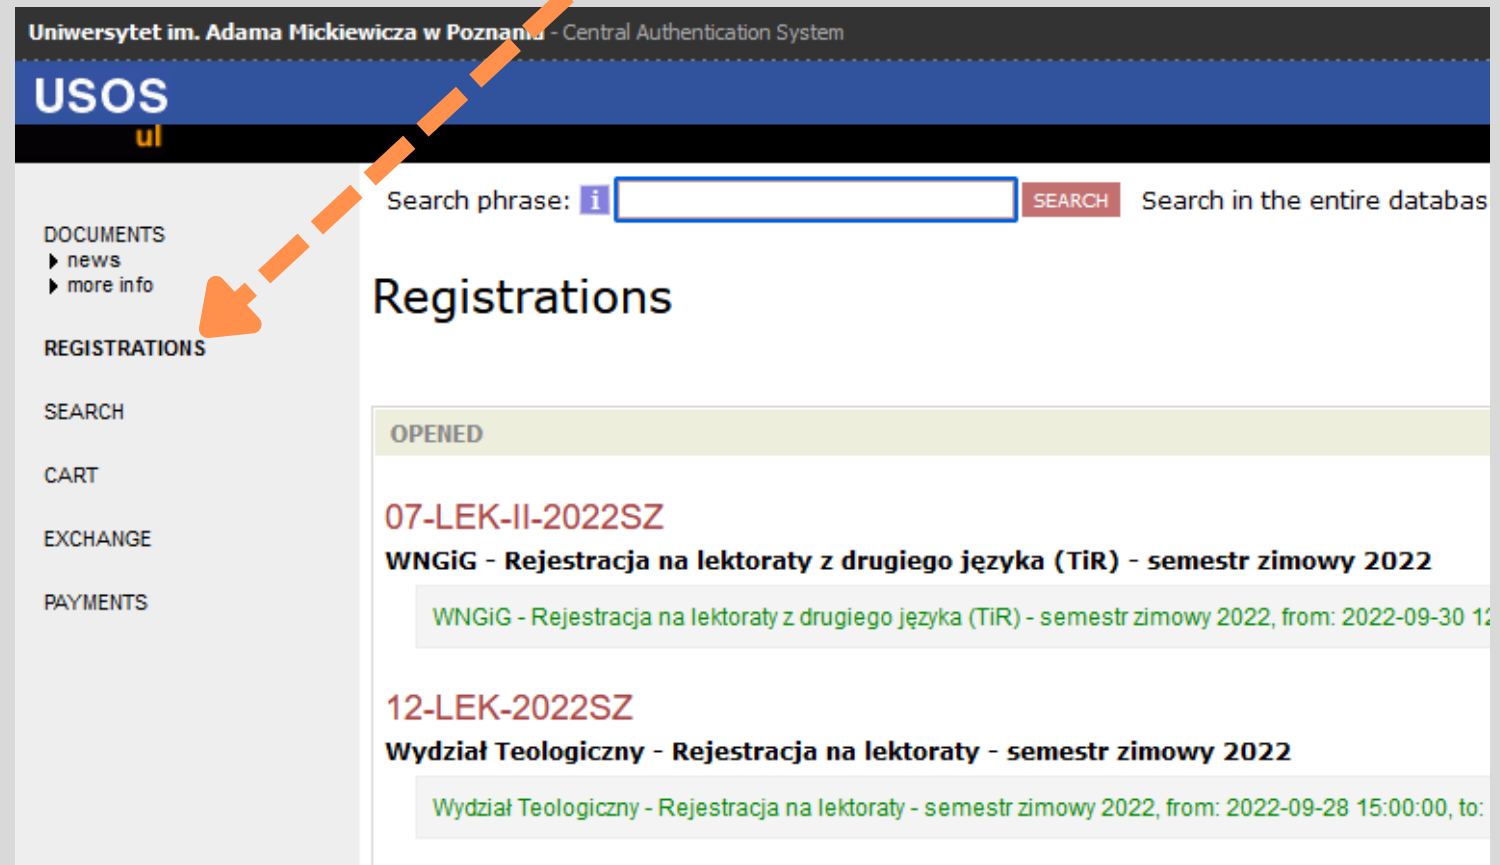 Uniwersytet im. Adama Mickiewicza w Poznaniu - Central Authentication System
USOS
ul
Search phrase: i SEARCH Search in the entire databas
DOCUMENTS
news
more info
Registrations
REGISTRATIONS
SEARCH
OPENED
CART
07-LEK-II-2022SZ
EXCHANGE
WNGiG - Rejestracja na lektoraty z drugiego języka (TiR) - semestr zimowy 2022
PAYMENTS
WNGiG - Rejestracja na lektoraty z drugiego języka (TiR) - semestr zimowy 2022, from: 2022-09-30 12
12-LEK-2022SZ
Wydział Teologiczny - Rejestracja na lektoraty - semestr zimowy 2022
Wydział Teologiczny - Rejestracja na lektoraty - semestr zimowy 2022, from: 2022-09-28 15:00:00, to: